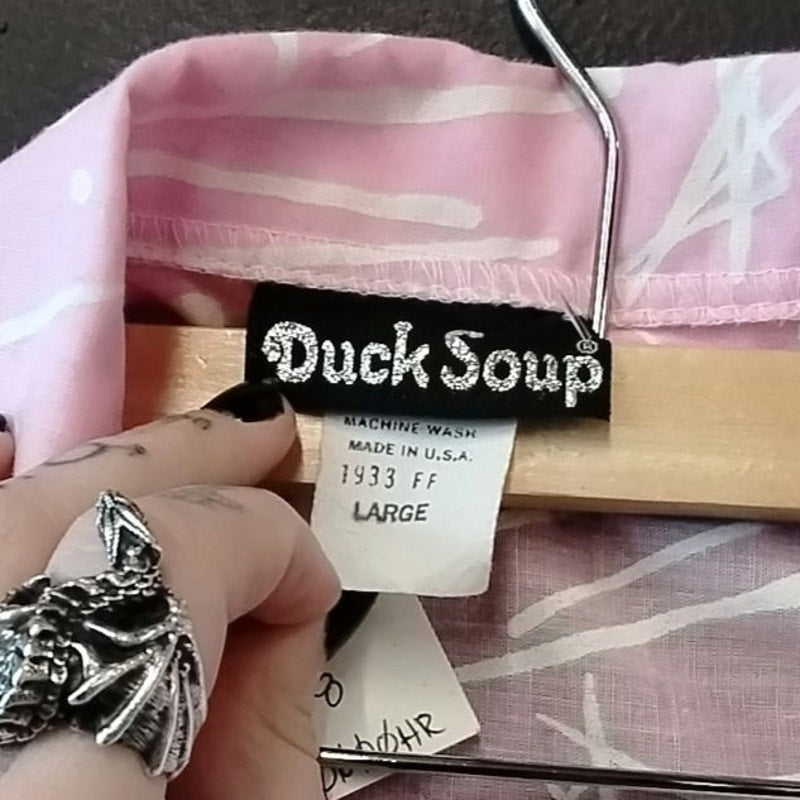 Duck Soup®
MACHINE WASH
MADE IN U.S.A.
1933 FF
LARGE